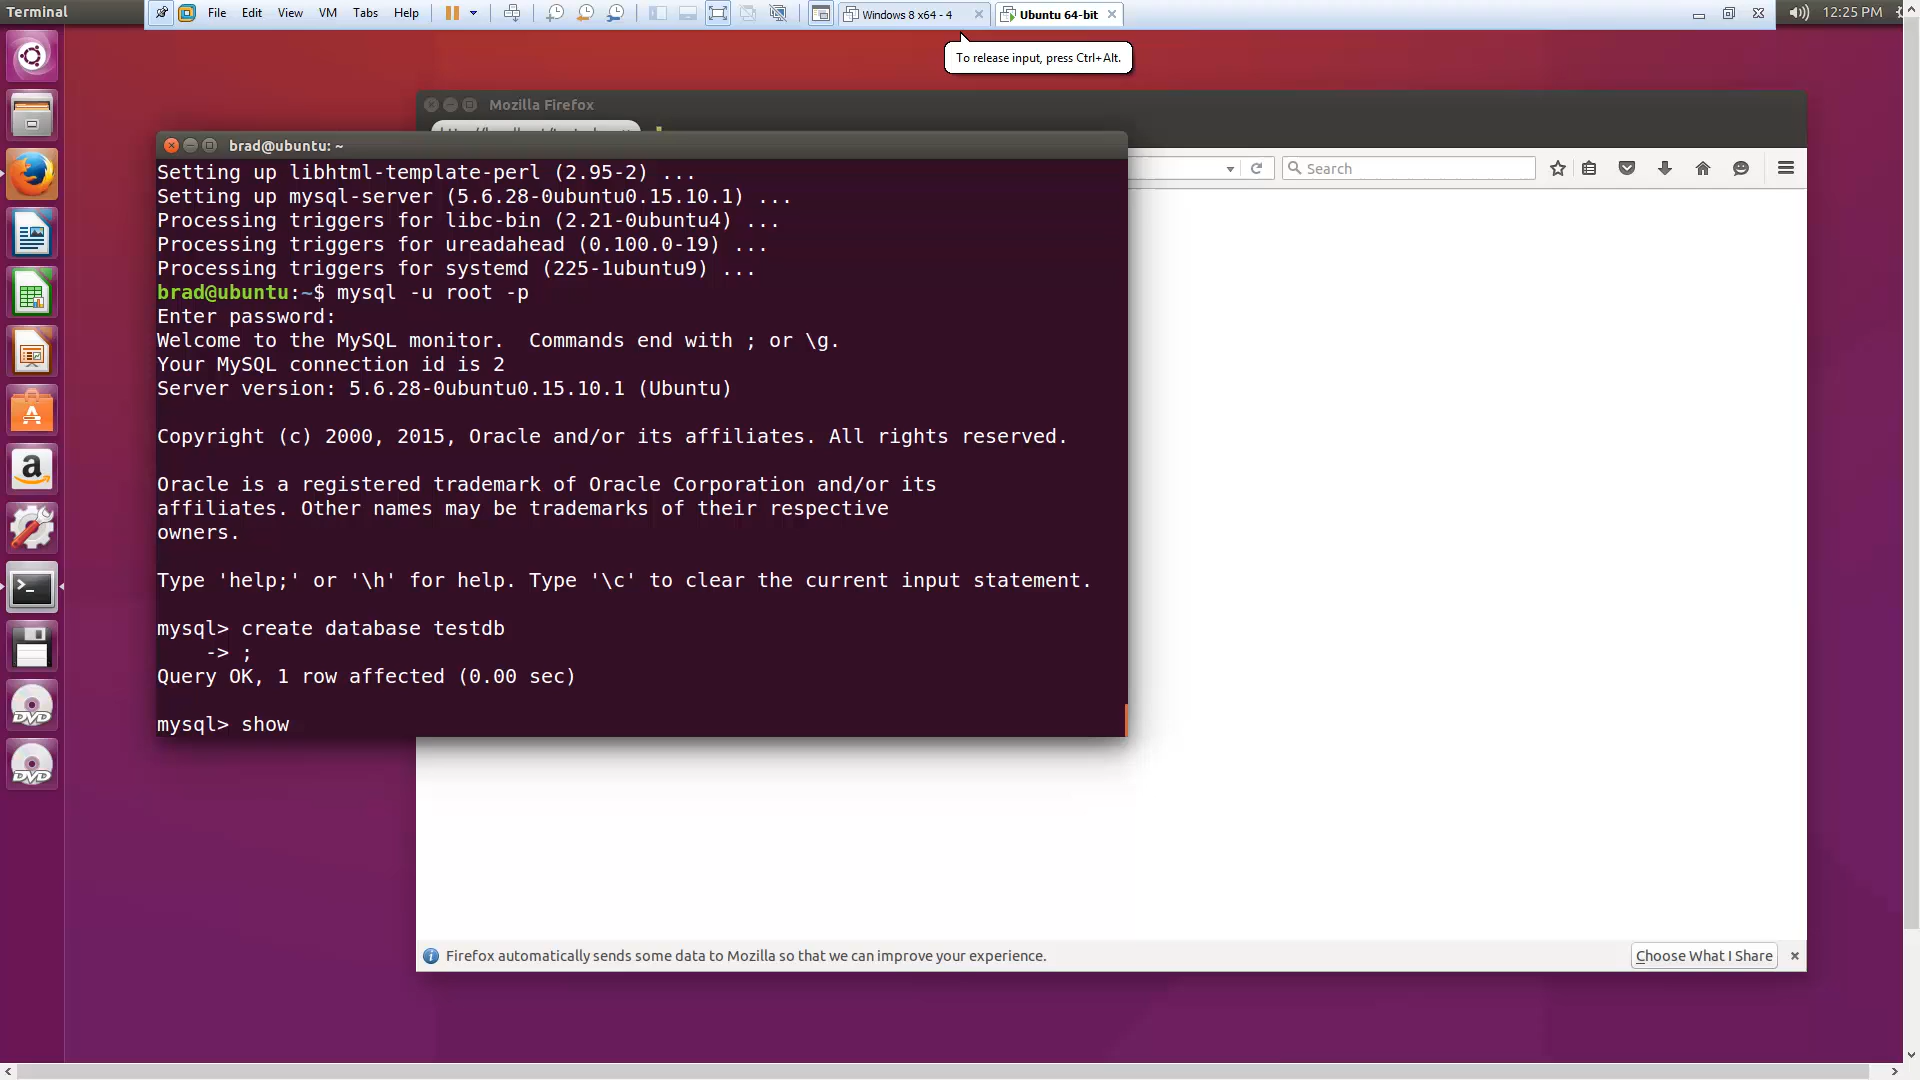 Terminal
File Edit View VM Tabs Help
Windows 8 x64 - 4
Ubuntu 64-bit
12:25 PM
To release input, press Ctrl+Alt.
Mozilla Firefox
Search
brad@ubuntu: ~
Setting up libhtml-template-perl (2.95-2) ...
Setting up mysql-server (5.6.28-0ubuntu0.15.10.1) ...
Processing triggers for libc-bin (2.21-0ubuntu4) ...
Processing triggers for ureadahead (0.100.0-19) ...
Processing triggers for systemd (225-1ubuntu9) ...
brad@ubuntu:~$ mysql -u root -p
Enter password:
Welcome to the MySQL monitor.  Commands end with ; or \g.
Your MySQL connection id is 2
Server version: 5.6.28-0ubuntu0.15.10.1 (Ubuntu)
Copyright (c) 2000, 2015, Oracle and/or its affiliates. All rights reserved.
Oracle is a registered trademark of Oracle Corporation and/or its
affiliates. Other names may be trademarks of their respective
owners.
Type 'help;' or '\h' for help. Type '\c' to clear the current input statement.
mysql> create database testdb
    -> ;
Query OK, 1 row affected (0.00 sec)
mysql> show
DVD
DVD
Firefox automatically sends some data to Mozilla so that we can improve your experience.
Choose What I Share